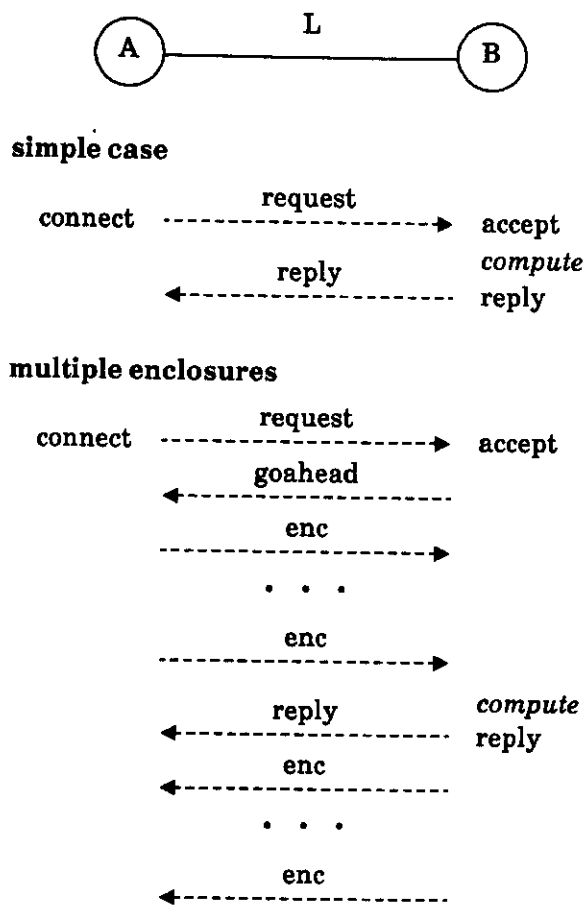 L
A B
simple case
request
connect accept
compute
reply reply
multiple enclosures
request
connect accept
goahead
enc
. . .
enc
compute
reply reply
enc
. . .
enc